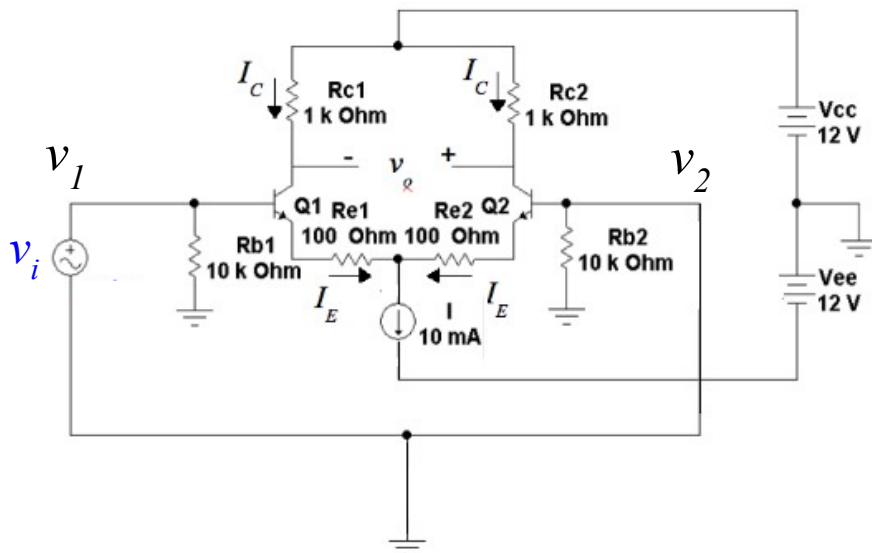 I_C
Rc1
1 k Ohm
I_C
Rc2
1 k Ohm
Vcc
12 V
v_1
-
v_o
+
v_2
Q1
Re1
100 Ohm
Re2
100 Ohm
Q2
v_i
Rb1
10 k Ohm
I_E
I_E
I
10 mA
Rb2
10 k Ohm
Vee
12 V